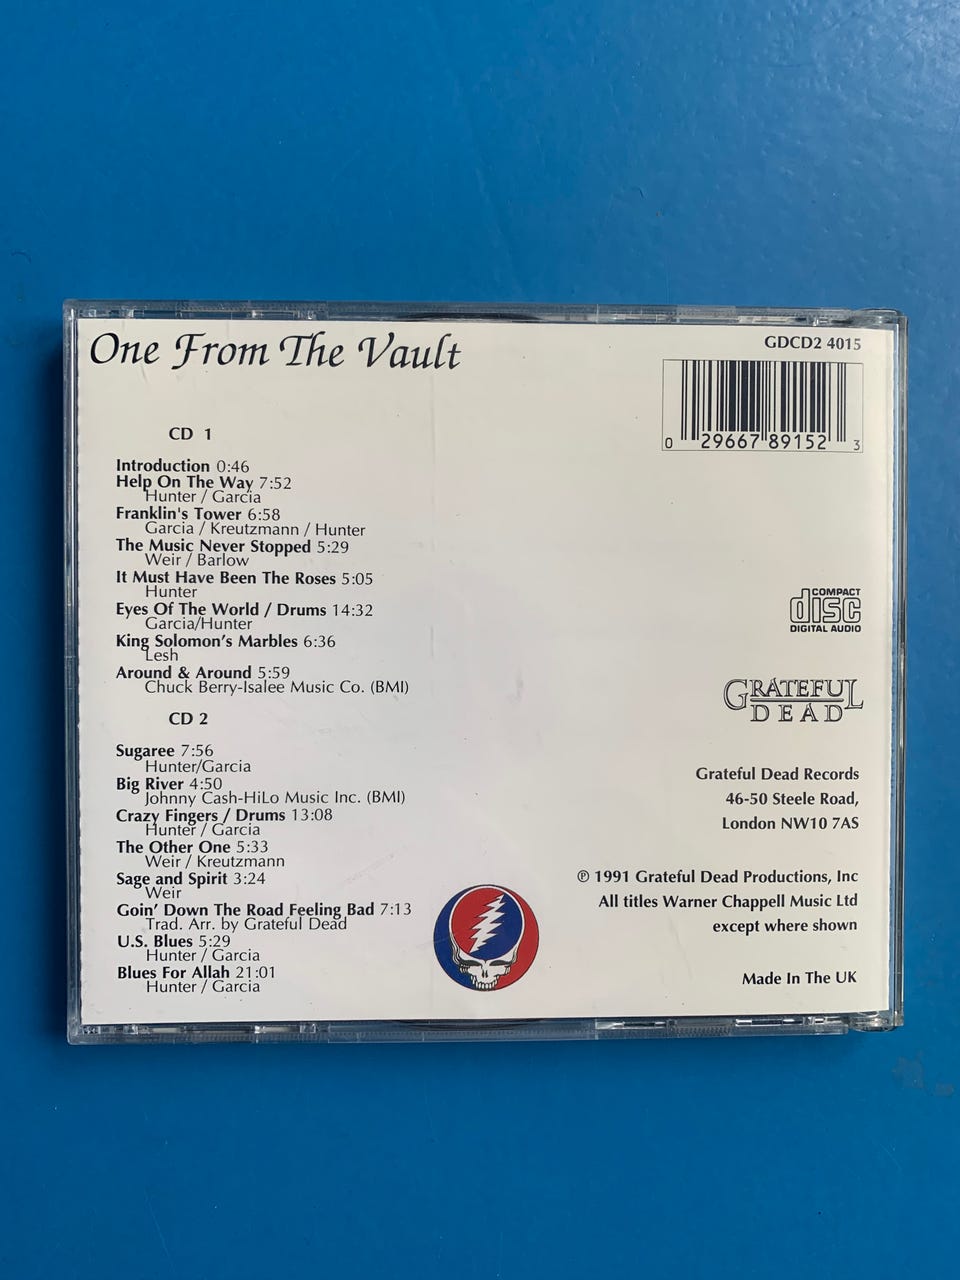 One From The Vault
GDCD2 4015
0 29667 89152 3
CD 1
Introduction 0:46
Help On The Way 7:52
Hunter / Garcia
Franklin's Tower 6:58
Garcia / Kreutzmann / Hunter
The Music Never Stopped 5:29
Weir / Barlow
It Must Have Been The Roses 5:05
Hunter
Eyes Of The World / Drums 14:32
Garcia/Hunter
King Solomon's Marbles 6:36
Lesh
Around & Around 5:59
Chuck Berry-Isalee Music Co. (BMI)
CD 2
Sugaree 7:56
Hunter/Garcia
Big River 4:50
Johnny Cash-HiLo Music Inc. (BMI)
Crazy Fingers / Drums 13:08
Hunter / Garcia
The Other One 5:33
Weir / Kreutzmann
Sage and Spirit 3:24
Weir
Goin' Down The Road Feeling Bad 7:13
Trad. Arr. by Grateful Dead
U.S. Blues 5:29
Hunter / Garcia
Blues For Allah 21:01
Hunter / Garcia
COMPACT
disc
DIGITAL AUDIO
GRATEFUL
DEAD
Grateful Dead Records
46-50 Steele Road,
London NW10 7AS
℗ 1991 Grateful Dead Productions, Inc
All titles Warner Chappell Music Ltd
except where shown
Made In The UK